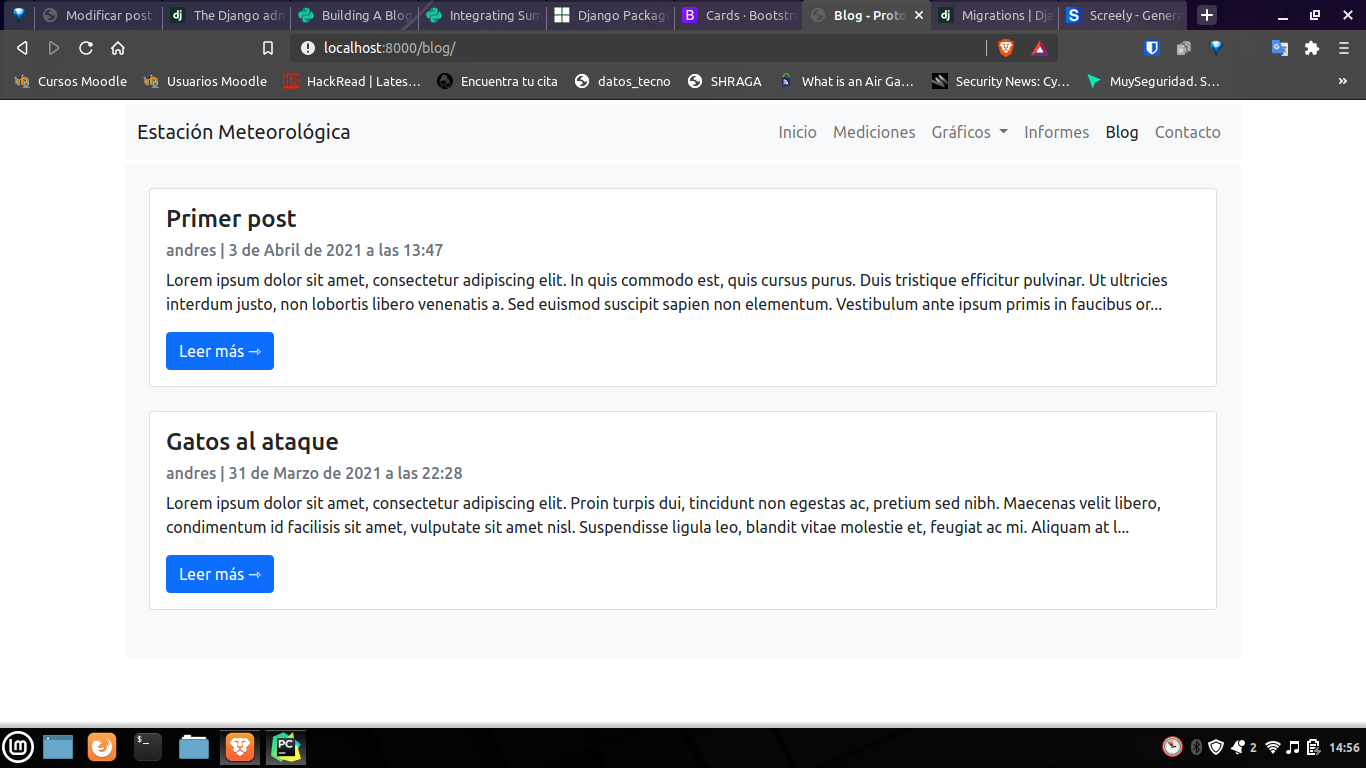 Modificar post
The Django adm
Building A Blog
Integrating Sum
Django Package
Cards · Bootstra
Blog - Proto
Migrations | Dja
Screely - Genera
localhost:8000/blog/
Cursos Moodle
Usuarios Moodle
HackRead | Lates…
Encuentra tu cita
datos_tecno
SHRAGA
What is an Air Ga…
Security News: Cy…
MuySeguridad. S…
»
Estación Meteorológica
Inicio Mediciones Gráficos Informes Blog Contacto
Primer post
andres | 3 de Abril de 2021 a las 13:47
Lorem ipsum dolor sit amet, consectetur adipiscing elit. In quis commodo est, quis cursus purus. Duis tristique efficitur pulvinar. Ut ultricies
interdum justo, non lobortis libero venenatis a. Sed euismod suscipit sapien non elementum. Vestibulum ante ipsum primis in faucibus or...
Leer más ⇾
Gatos al ataque
andres | 31 de Marzo de 2021 a las 22:28
Lorem ipsum dolor sit amet, consectetur adipiscing elit. Proin turpis dui, tincidunt non egestas ac, pretium sed nibh. Maecenas velit libero,
condimentum id facilisis sit amet, vulputate sit amet nisl. Suspendisse ligula leo, blandit vitae molestie et, feugiat ac mi. Aliquam at l...
Leer más ⇾
2
14:56